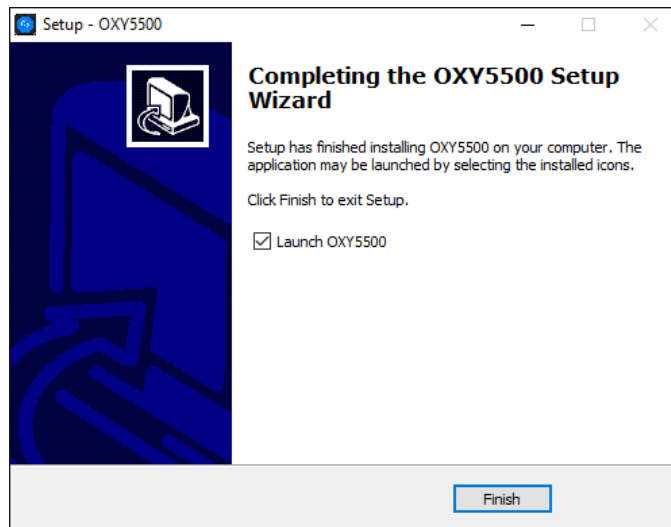 Setup - OXY5500
Completing the OXY5500 Setup
Wizard
Setup has finished installing OXY5500 on your computer. The
application may be launched by selecting the installed icons.
Click Finish to exit Setup.
Launch OXY5500
Finish